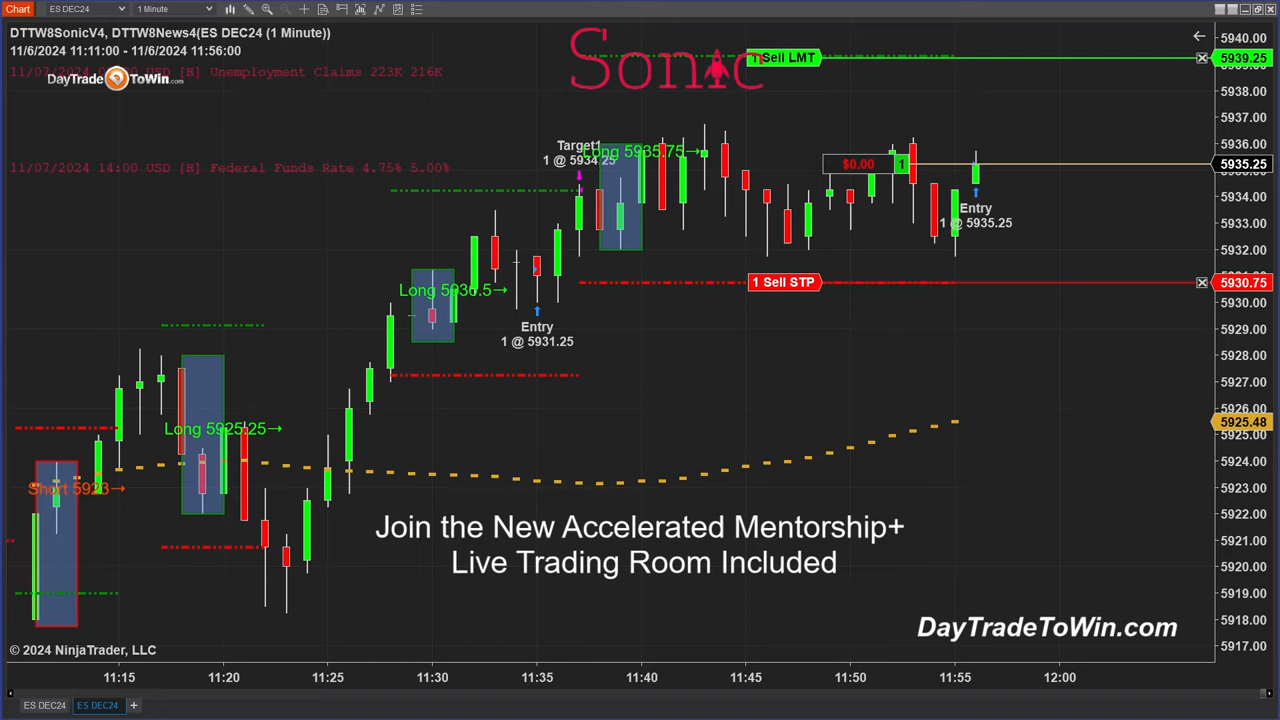 Chart
ES DEC24
1 Minute
DTTW8SonicV4, DTTW8News4(ES DEC24 (1 Minute))
11/6/2024 11:11:00 - 11/6/2024 11:56:00
Sonic
USD [H] Unemployment Claims 223K 216K
DayTradeToWin.com
11/07/2024 14:00 USD [H] Federal Funds Rate 4.75% 5.00%
1 Sell LMT
5939.25
Target1
1 @ 5934.25
Long 5935.75→
$0.00
1
5935.25
Entry
1 @ 5935.25
1 Sell STP
5930.75
Long 5930.5→
Entry
1 @ 5931.25
Long 5925.25→
5925.48
Short 5923→
Join the New Accelerated Mentorship+
Live Trading Room Included
DayTradeToWin.com
© 2024 NinjaTrader, LLC
5940.00
5938.00
5937.00
5936.00
5934.00
5933.00
5932.00
5930.00
5929.00
5928.00
5927.00
5926.00
5925.00
5924.00
5923.00
5922.00
5921.00
5920.00
5919.00
5918.00
5917.00
11:15
11:20
11:25
11:30
11:35
11:40
11:45
11:50
11:55
12:00
ES DEC24
ES DEC24
+